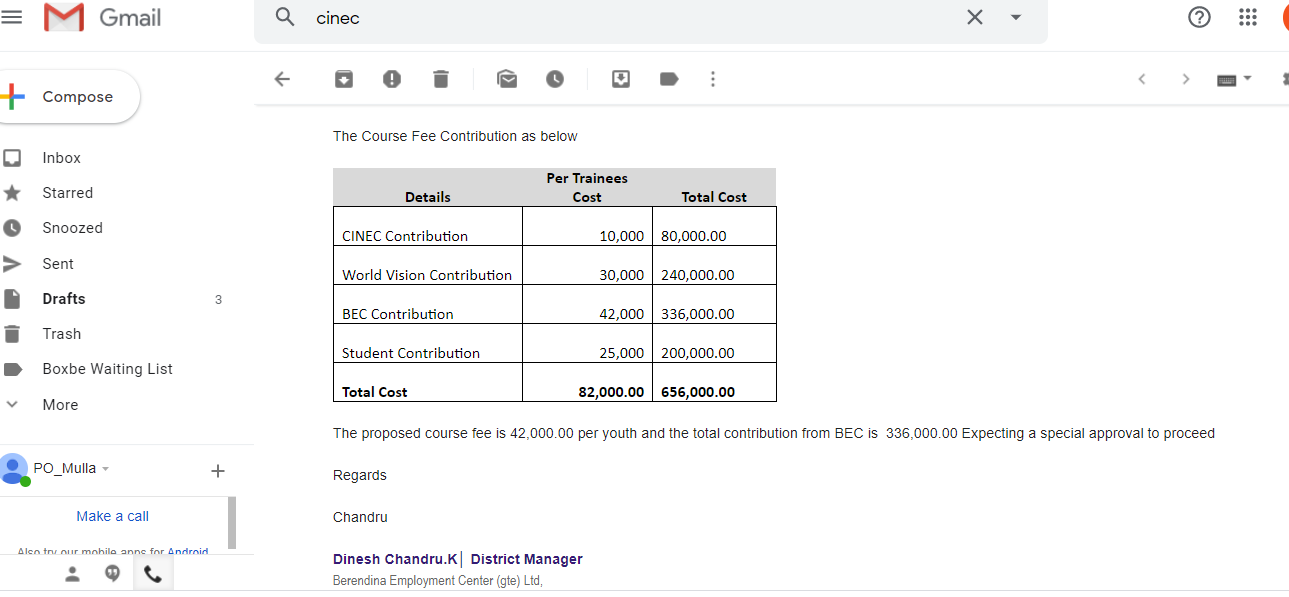 Gmail
cinec
Compose
The Course Fee Contribution as below
Inbox
Starred
Snoozed
Sent
Drafts 3
Trash
Boxbe Waiting List
More
Details Per Trainees Cost Total Cost
CINEC Contribution 10,000 80,000.00
World Vision Contribution 30,000 240,000.00
BEC Contribution 42,000 336,000.00
Student Contribution 25,000 200,000.00
Total Cost 82,000.00 656,000.00
The proposed course fee is 42,000.00 per youth and the total contribution from BEC is 336,000.00 Expecting a special approval to proceed
Regards
Chandru
Dinesh Chandru.K| District Manager
Berendina Employment Center (gte) Ltd,
PO_Mulla
Make a call
Also try our mobile apps for Android